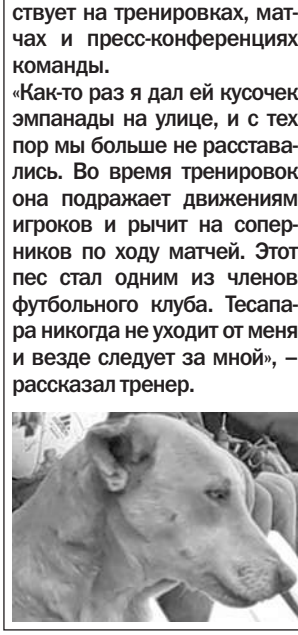 ствует на тренировках, мат-
чах и пресс-конференциях
команды.
«Как-то раз я дал ей кусочек
эмпанады на улице, и с тех
пор мы больше не расстава-
лись. Во время тренировок
она подражает движениям
игроков и рычит на сопер-
ников по ходу матчей. Этот
пес стал одним из членов
футбольного клуба. Тесапа-
ра никогда не уходит от меня
и везде следует за мной», –
рассказал тренер.